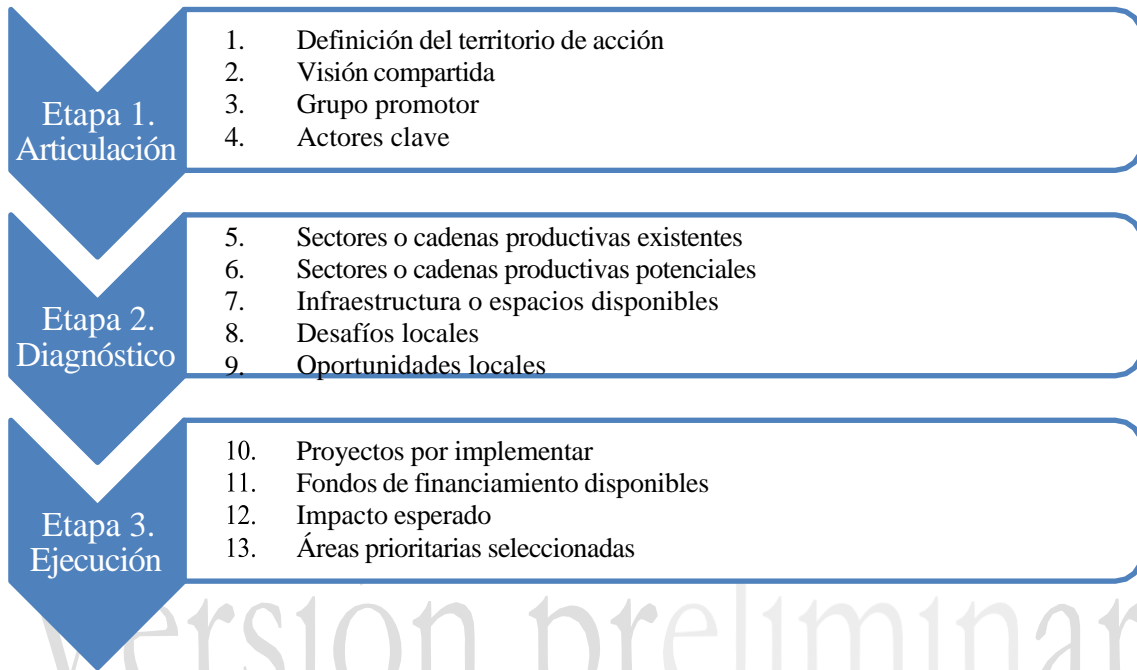 Etapa 1.
Articulación
1. Definición del territorio de acción
2. Visión compartida
3. Grupo promotor
4. Actores clave
Etapa 2.
Diagnóstico
5. Sectores o cadenas productivas existentes
6. Sectores o cadenas productivas potenciales
7. Infraestructura o espacios disponibles
8. Desafíos locales
9. Oportunidades locales
Etapa 3.
Ejecución
10. Proyectos por implementar
11. Fondos de financiamiento disponibles
12. Impacto esperado
13. Áreas prioritarias seleccionadas